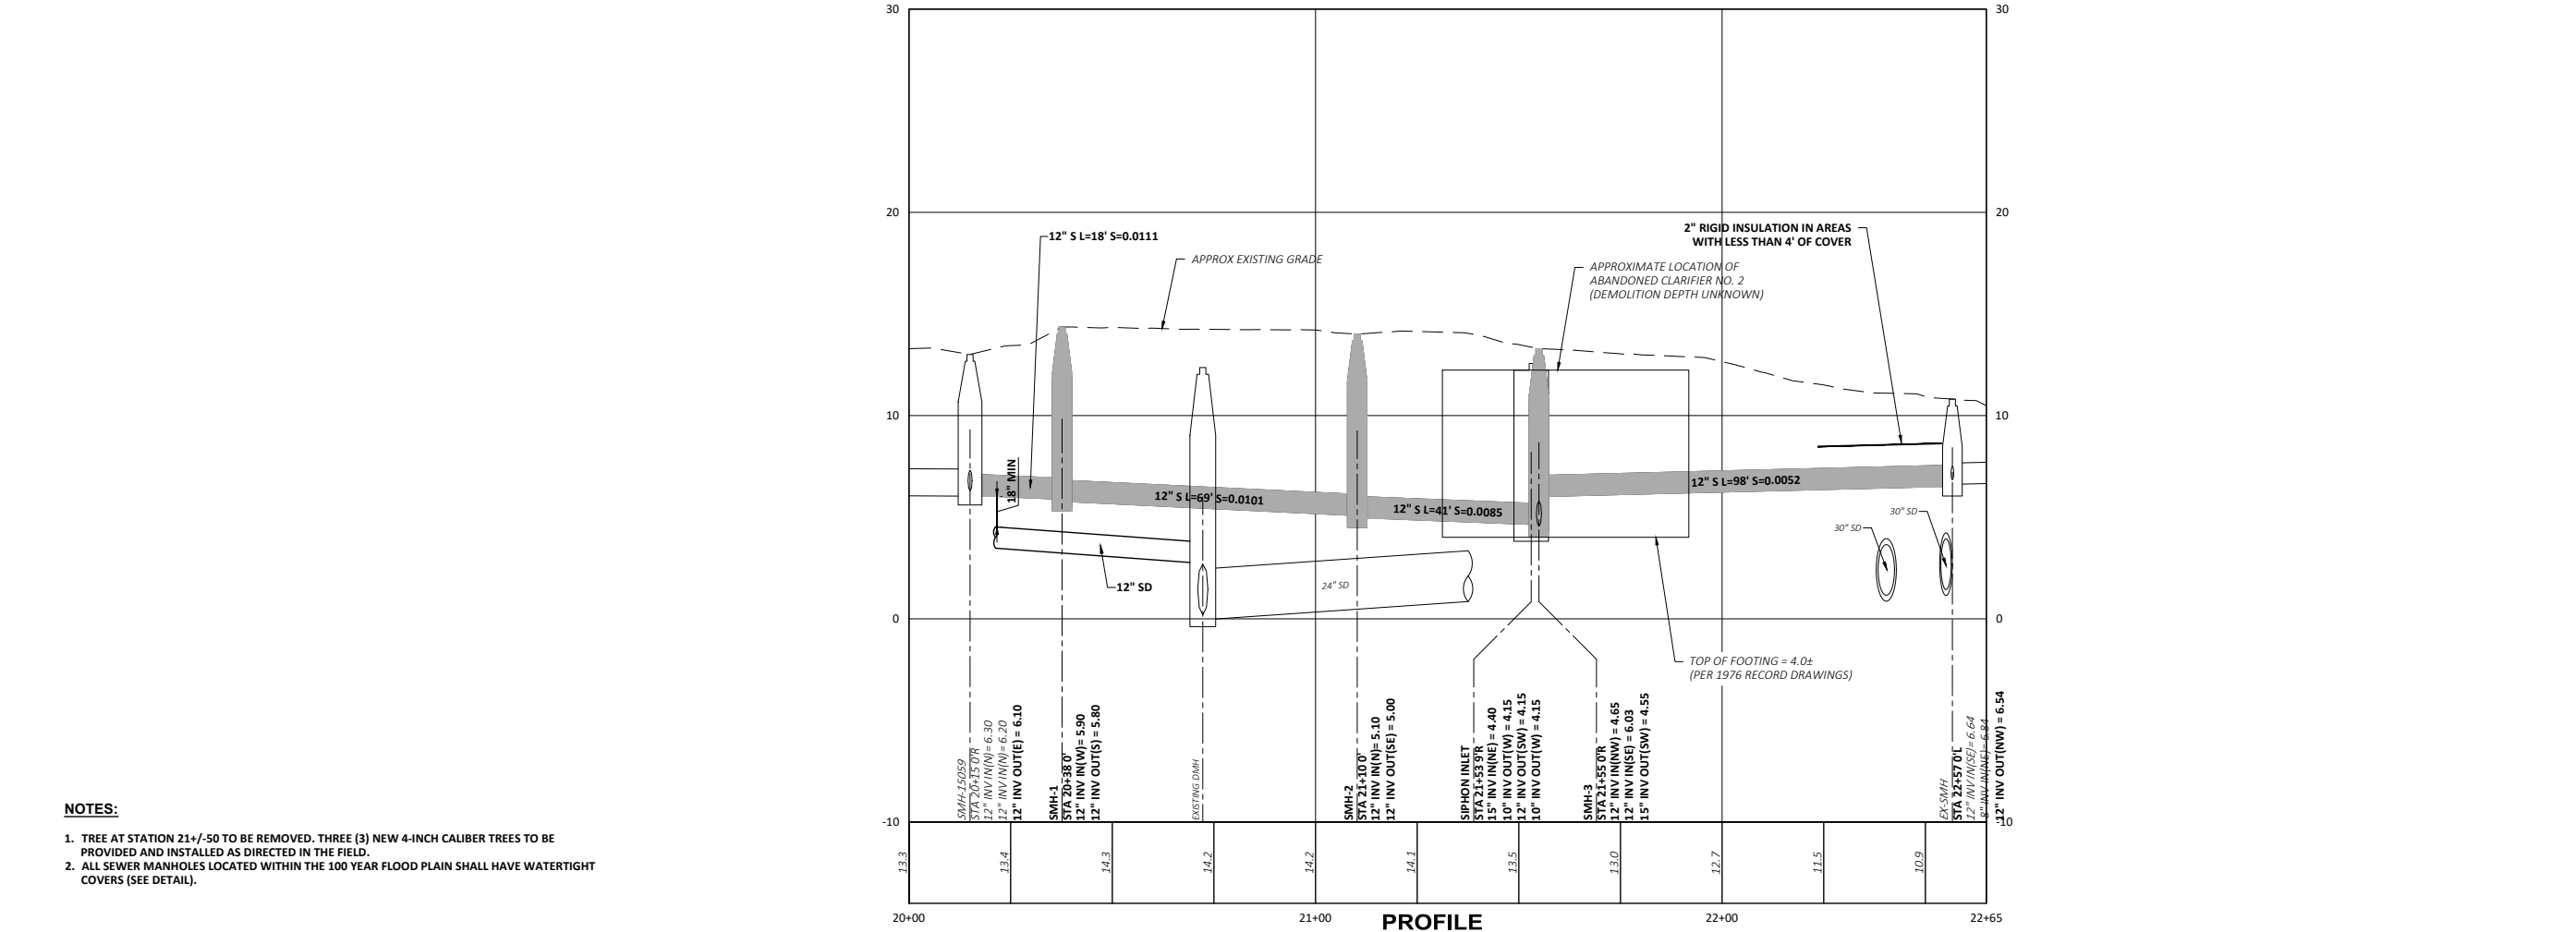 30
30
20
20
10
10
0
0
-10
-10
12" S L=18' S=0.0111
APPROX EXISTING GRADE
2" RIGID INSULATION IN AREAS
WITH LESS THAN 4' OF COVER
APPROXIMATE LOCATION OF
ABANDONED CLARIFIER NO. 2
(DEMOLITION DEPTH UNKNOWN)
18" MIN
12" S L=69' S=0.0101
12" S L=41' S=0.0085
12" S L=98' S=0.0052
30" SD
30" SD
12" SD
24" SD
TOP OF FOOTING = 4.0±
(PER 1976 RECORD DRAWINGS)
SMH-15059
STA 20+15 0'R
12" INV IN(N)= 6.30
12" INV IN(N)= 6.20
12" INV OUT(E) = 6.10
SMH-1
STA 20+38 0'
12" INV IN(W)= 5.90
12" INV OUT(S) = 5.80
EXISTING DMH
SMH-2
STA 21+10 0'
12" INV IN(N)= 5.10
12" INV OUT(SE) = 5.00
SIPHON INLET
STA 21+53 9'R
15" INV IN(NE) = 4.40
10" INV OUT(W) = 4.15
12" INV OUT(SW) = 4.15
10" INV OUT(W) = 4.15
SMH-3
STA 21+55 0'R
12" INV IN(NW) = 4.65
12" INV IN(SE) = 6.03
15" INV OUT(SW) = 4.55
EX-SMH
STA 22+57 0'L
12" INV IN(SE)= 6.64
8" INV IN(NE)= 6.84
12" INV OUT(NW) = 6.54
13.3
13.4
14.3
14.2
14.2
14.1
13.5
13.0
12.7
11.5
10.9
20+00
21+00
22+00
22+65
PROFILE
NOTES:
1. TREE AT STATION 21+/-50 TO BE REMOVED. THREE (3) NEW 4-INCH CALIBER TREES TO BE
PROVIDED AND INSTALLED AS DIRECTED IN THE FIELD.
2. ALL SEWER MANHOLES LOCATED WITHIN THE 100 YEAR FLOOD PLAIN SHALL HAVE WATERTIGHT
COVERS (SEE DETAIL).